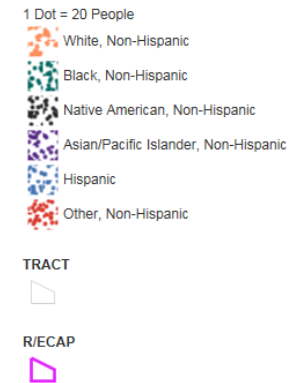 1 Dot = 20 People
White, Non-Hispanic
Black, Non-Hispanic
Native American, Non-Hispanic
Asian/Pacific Islander, Non-Hispanic
Hispanic
Other, Non-Hispanic
TRACT
R/ECAP